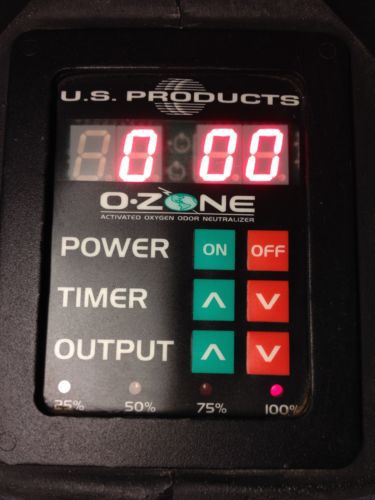 U.S. PRODUCTS
0 00
O-ZONE
ACTIVATED OXYGEN ODOR NEUTRALIZER
POWER ON OFF
TIMER
OUTPUT
25% 50% 75% 100%